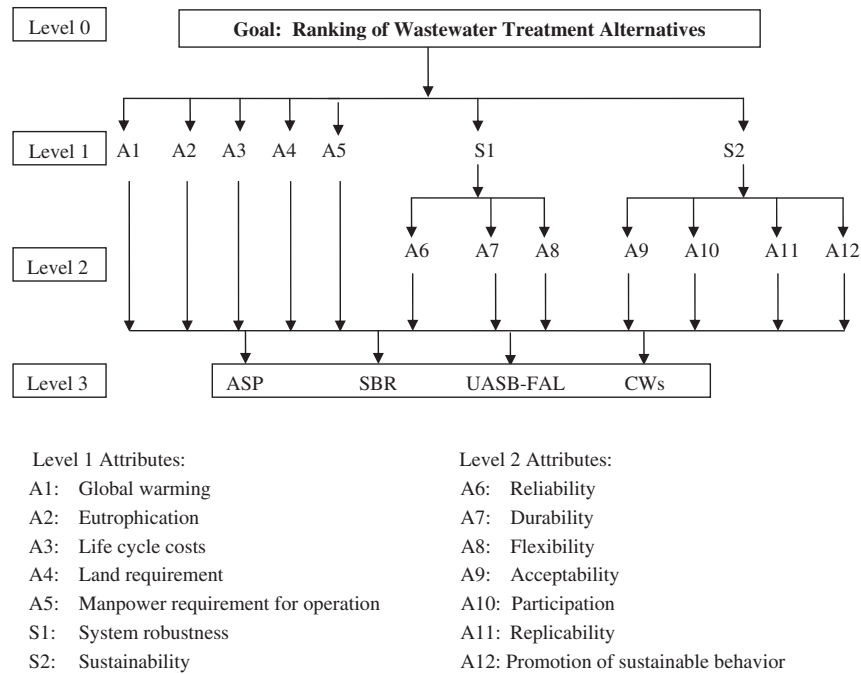 Level 0
Goal: Ranking of Wastewater Treatment Alternatives
Level 1
A1 A2 A3 A4 A5 S1 S2
Level 2
A6 A7 A8 A9 A10 A11 A12
Level 3
ASP SBR UASB-FAL CWs
Level 1 Attributes:
A1: Global warming
A2: Eutrophication
A3: Life cycle costs
A4: Land requirement
A5: Manpower requirement for operation
S1: System robustness
S2: Sustainability
Level 2 Attributes:
A6: Reliability
A7: Durability
A8: Flexibility
A9: Acceptability
A10: Participation
A11: Replicability
A12: Promotion of sustainable behavior